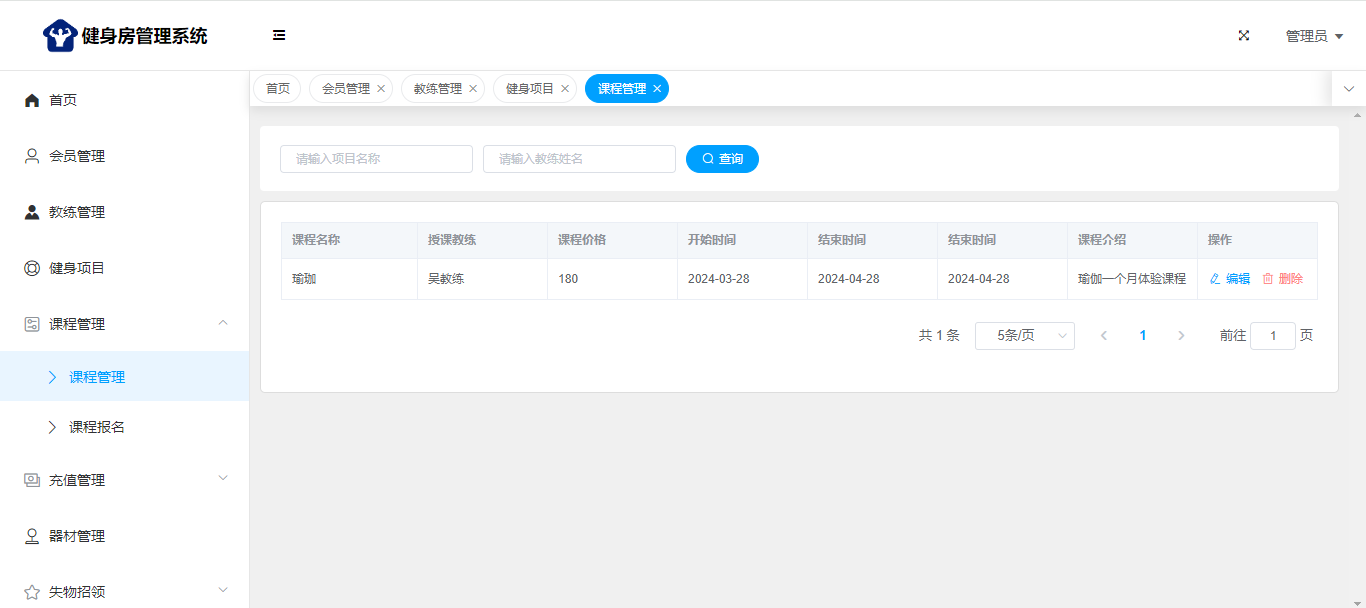 健身房管理系统
管理员
首页
会员管理
教练管理
健身项目
课程管理
课程管理
课程报名
充值管理
器材管理
失物招领
首页 会员管理 教练管理 健身项目 课程管理
请输入项目名称 请输入教练姓名 查询
课程名称 授课教练 课程价格 开始时间 结束时间 结束时间 课程介绍 操作
瑜珈 吴教练 180 2024-03-28 2024-04-28 2024-04-28 瑜伽一个月体验课程 编辑 删除
共 1 条 5条/页 1 前往 1 页